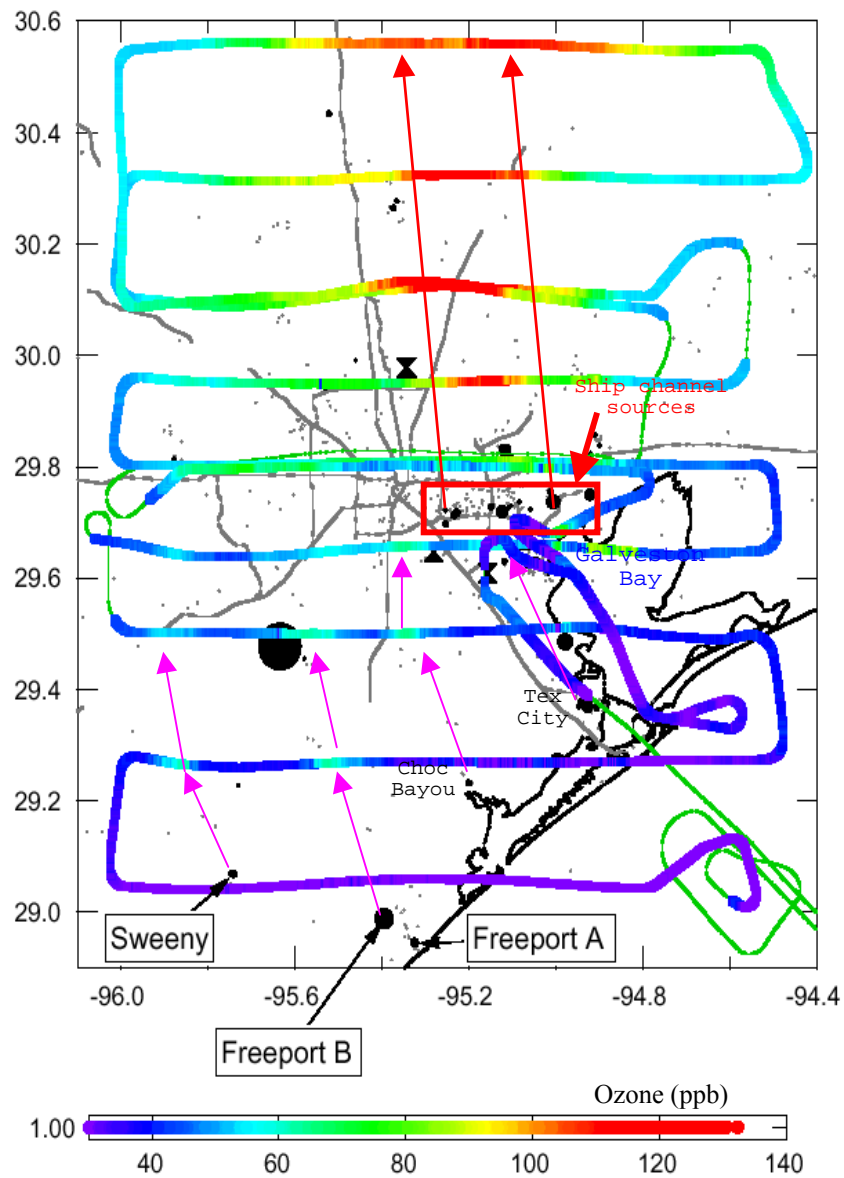 30.6
30.4
30.2
30.0
Ship channel
sources
29.8
Galveston
Bay
29.6
29.4
Tex
City
Choc
Bayou
29.2
29.0
Sweeny
Freeport A
-96.0 -95.6 -95.2 -94.8 -94.4
Freeport B
Ozone (ppb)
1.00
40 60 80 100 120 140